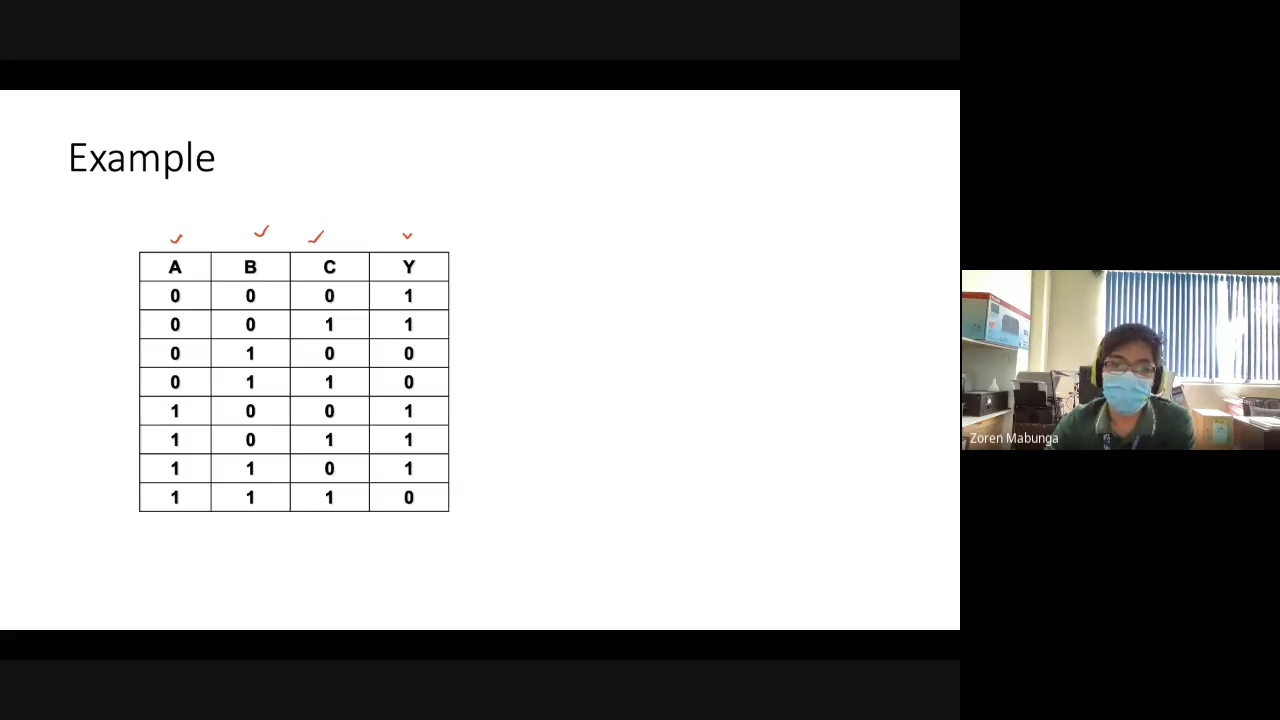 Example
A B C Y
0 0 0 1
0 0 1 1
0 1 0 0
0 1 1 0
1 0 0 1
1 0 1 1
1 1 0 1
1 1 1 0
Zoren Mabunga